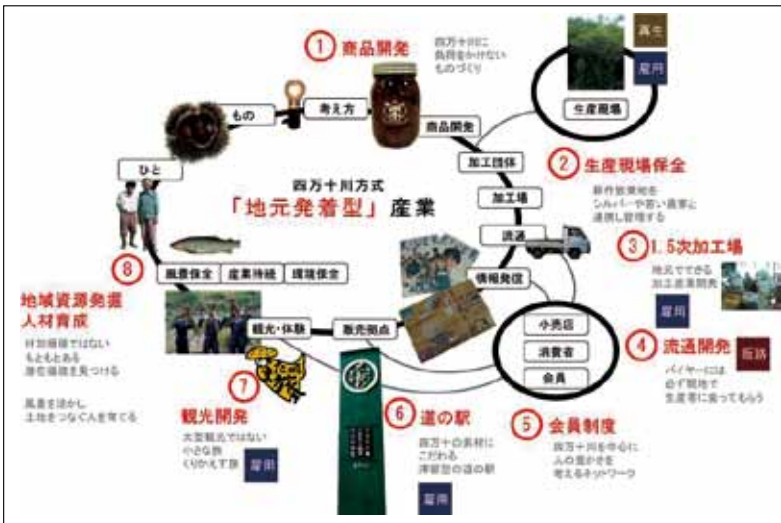 ① 商品開発
四万十川に
負荷をかけない
ものづくり
再生
雇用
生産現場
もの
考え方
商品開発
加工団体
加工場
流通
情報発信
ひと
四万十川方式
「地元発着型」産業
② 生産現場保全
耕作放棄地を
シルバーや若い農家と
連携し管理する
③ 1.5次加工場
地元でできる
加工産業開発
雇用
小売店
消費者
会員
④ 流通開発
販路
バイヤーには
必ず現地で
生産者に会ってもらう
⑤ 会員制度
四万十川を中心に
人の豊かさを
考えるネットワーク
⑥ 道の駅
四万十の素材に
こだわる
滞留型の道の駅
雇用
販売拠点
観光・体験
⑦
観光開発
大型観光ではない
小さな旅
くりかえす旅
雇用
風景保全
産業持続
環境保全
⑧
地域資源発掘
人材育成
付加価値ではない
もともとある
潜在価値を見つける
風景を活かし
土地をつなぐ人を育てる